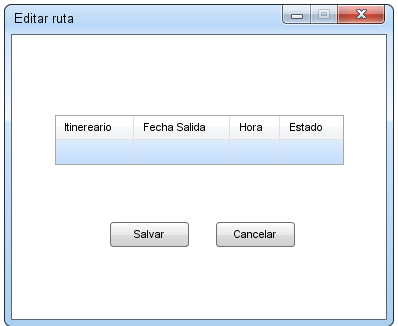 Editar ruta
Itinereario Fecha Salida Hora Estado
Salvar Cancelar